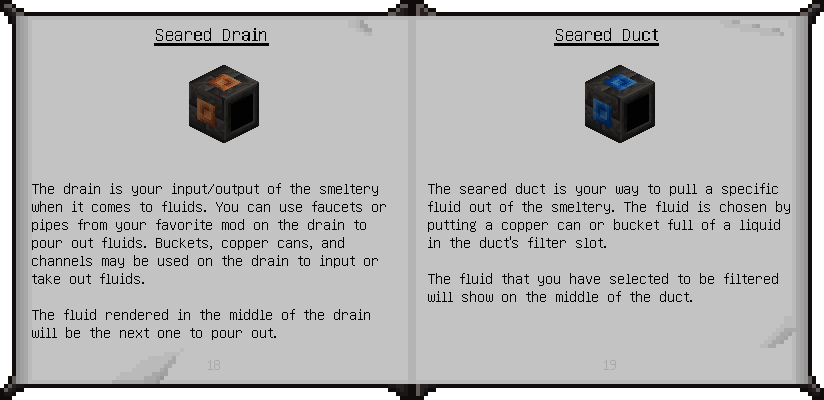 Seared Drain
The drain is your input/output of the smeltery
when it comes to fluids. You can use faucets or
pipes from your favorite mod on the drain to
pour out fluids. Buckets, copper cans, and
channels may be used on the drain to input or
take out fluids.
The fluid rendered in the middle of the drain
will be the next one to pour out.
18
Seared Duct
The seared duct is your way to pull a specific
fluid out of the smeltery. The fluid is chosen by
putting a copper can or bucket full of a liquid
in the duct's filter slot.
The fluid that you have selected to be filtered
will show on the middle of the duct.
19